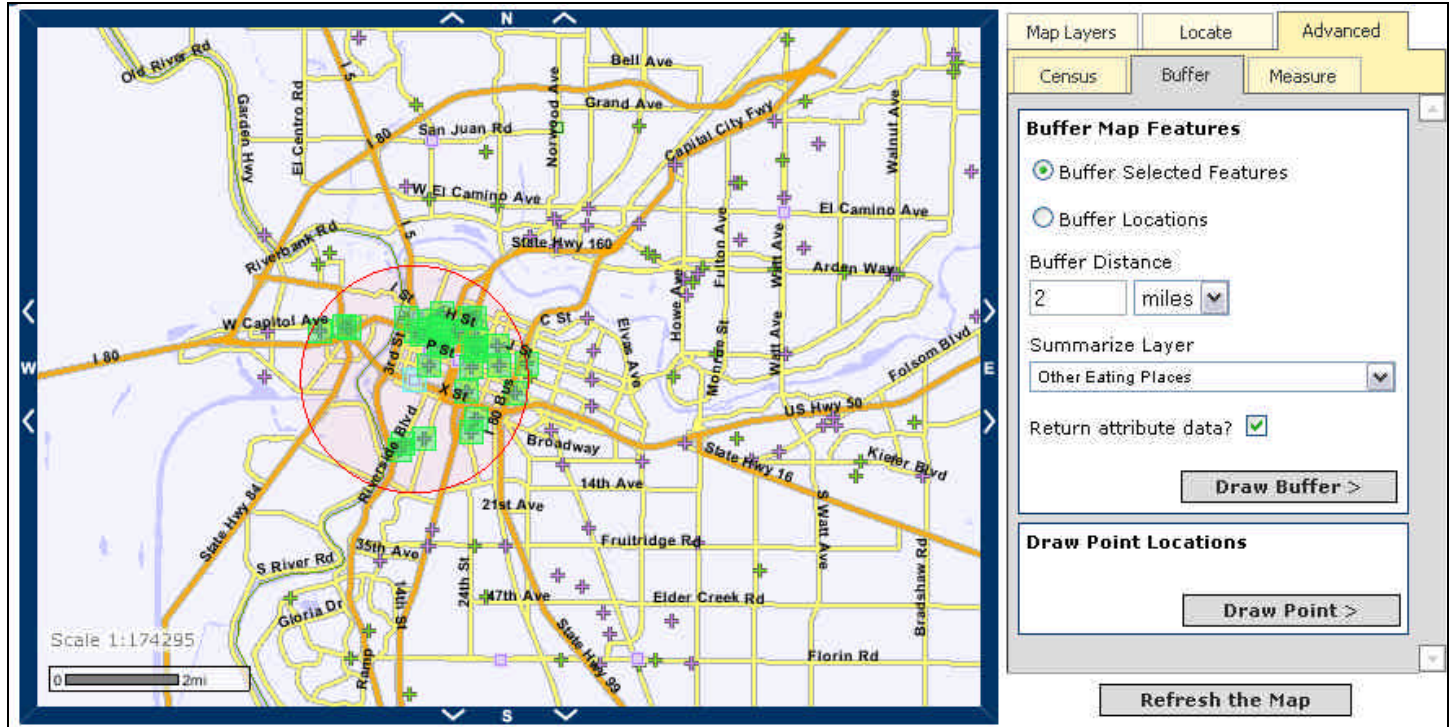 N
Map Layers
Locate
Advanced
Census
Buffer
Measure
Buffer Map Features
Buffer Selected Features
Buffer Locations
Buffer Distance
2
miles
Summarize Layer
Other Eating Places
Return attribute data?
Draw Buffer >
Draw Point Locations
Draw Point >
Refresh the Map
Old River Rd
I 5
Bell Ave
Garden Hwy
El Centro Rd
Norwood Ave
Grand Ave
I 80
San Juan Rd
Capital City Fwy
Walnut Ave
W El Camino Ave
El Camino Ave
I 5
Riverbank Rd
State Hwy 160
Fulton Ave
Watt Ave
Arden Way
I St
H St
C St
W Capitol Ave
3rd St
P St
J St
Elvas Ave
Howe Ave
Monroe St
Watt Ave
Folsom Blvd
W
I 80
E
X St
I 80 Bus
US Hwy 50
Riverside Blvd
Broadway
State Hwy 16
Kiefer Blvd
State Hwy 84
14th Ave
21st Ave
S Watt Ave
35th Ave
Fruitridge Rd
S River Rd
24th St
14th St
47th Ave
Elder Creek Rd
Bradshaw Rd
Gloria Dr
Scale 1:174295
Ramp
State Hwy 99
Florin Rd
0
2mi
S